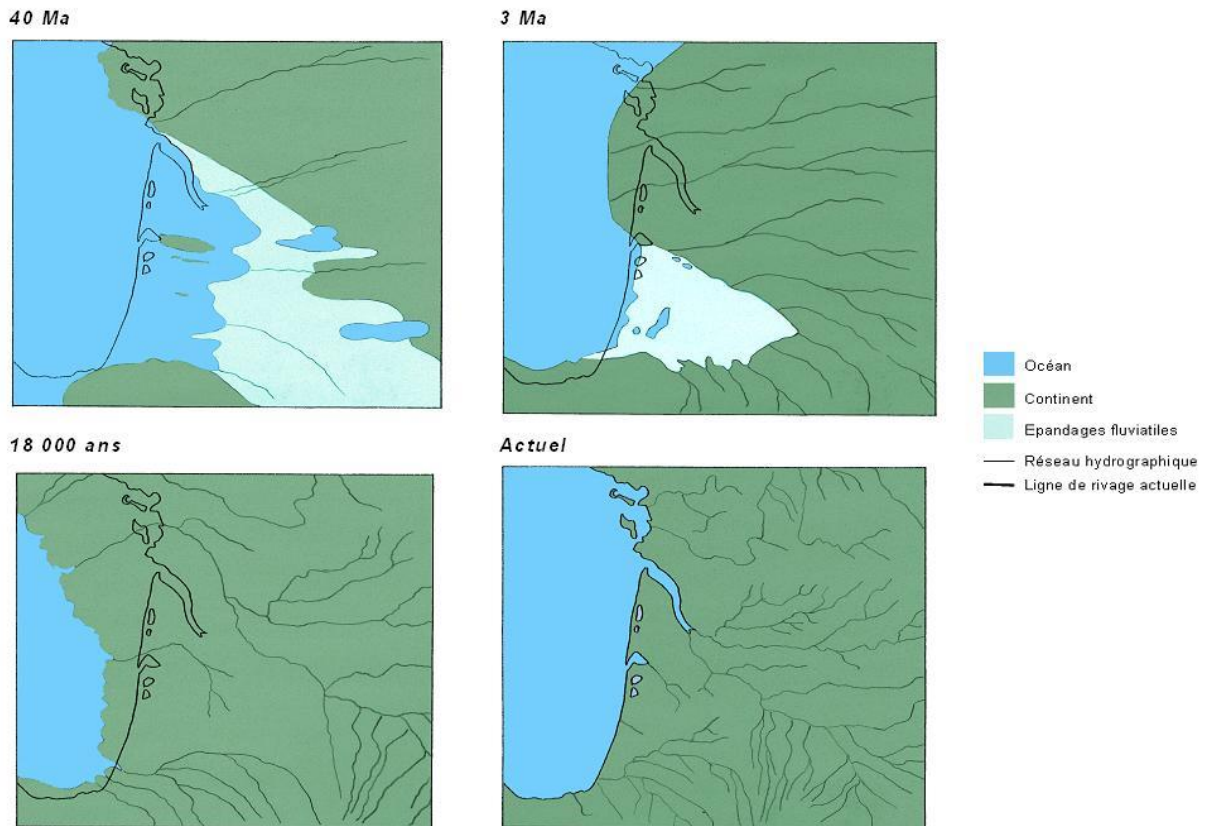 40 Ma
3 Ma
18 000 ans
Actuel
Océan
Continent
Epandages fluviatiles
Réseau hydrographique
Ligne de rivage actuelle